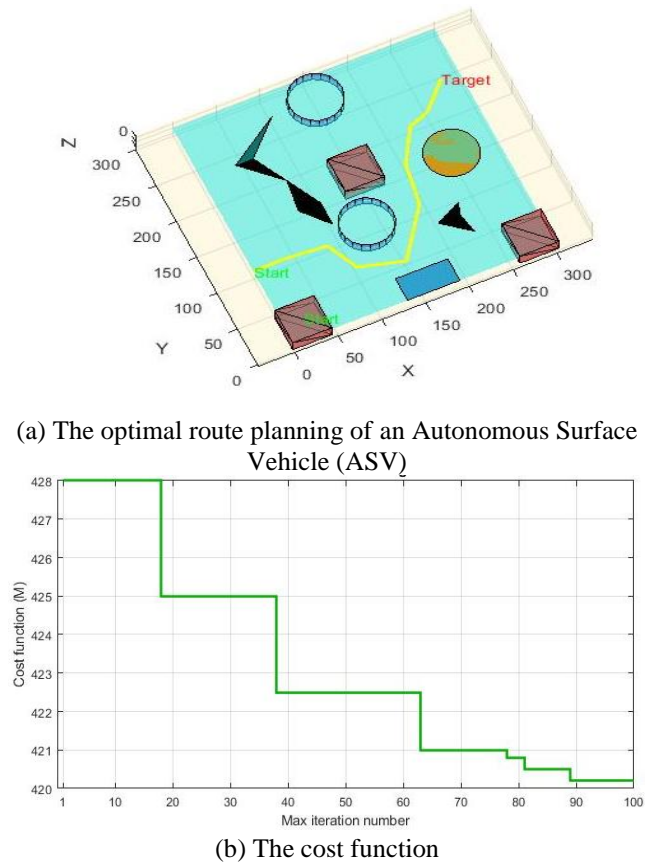 Target
Z
0
300
250
200
150
100
50
0
Y
Start
Start
0
50
100
150
200
250
300
X
(a) The optimal route planning of an Autonomous Surface
Vehicle (ASV)
428
427
426
425
424
423
422
421
420
Cost function (M)
1 10 20 30 40 50 60 70 80 90 100
Max iteration number
(b) The cost function